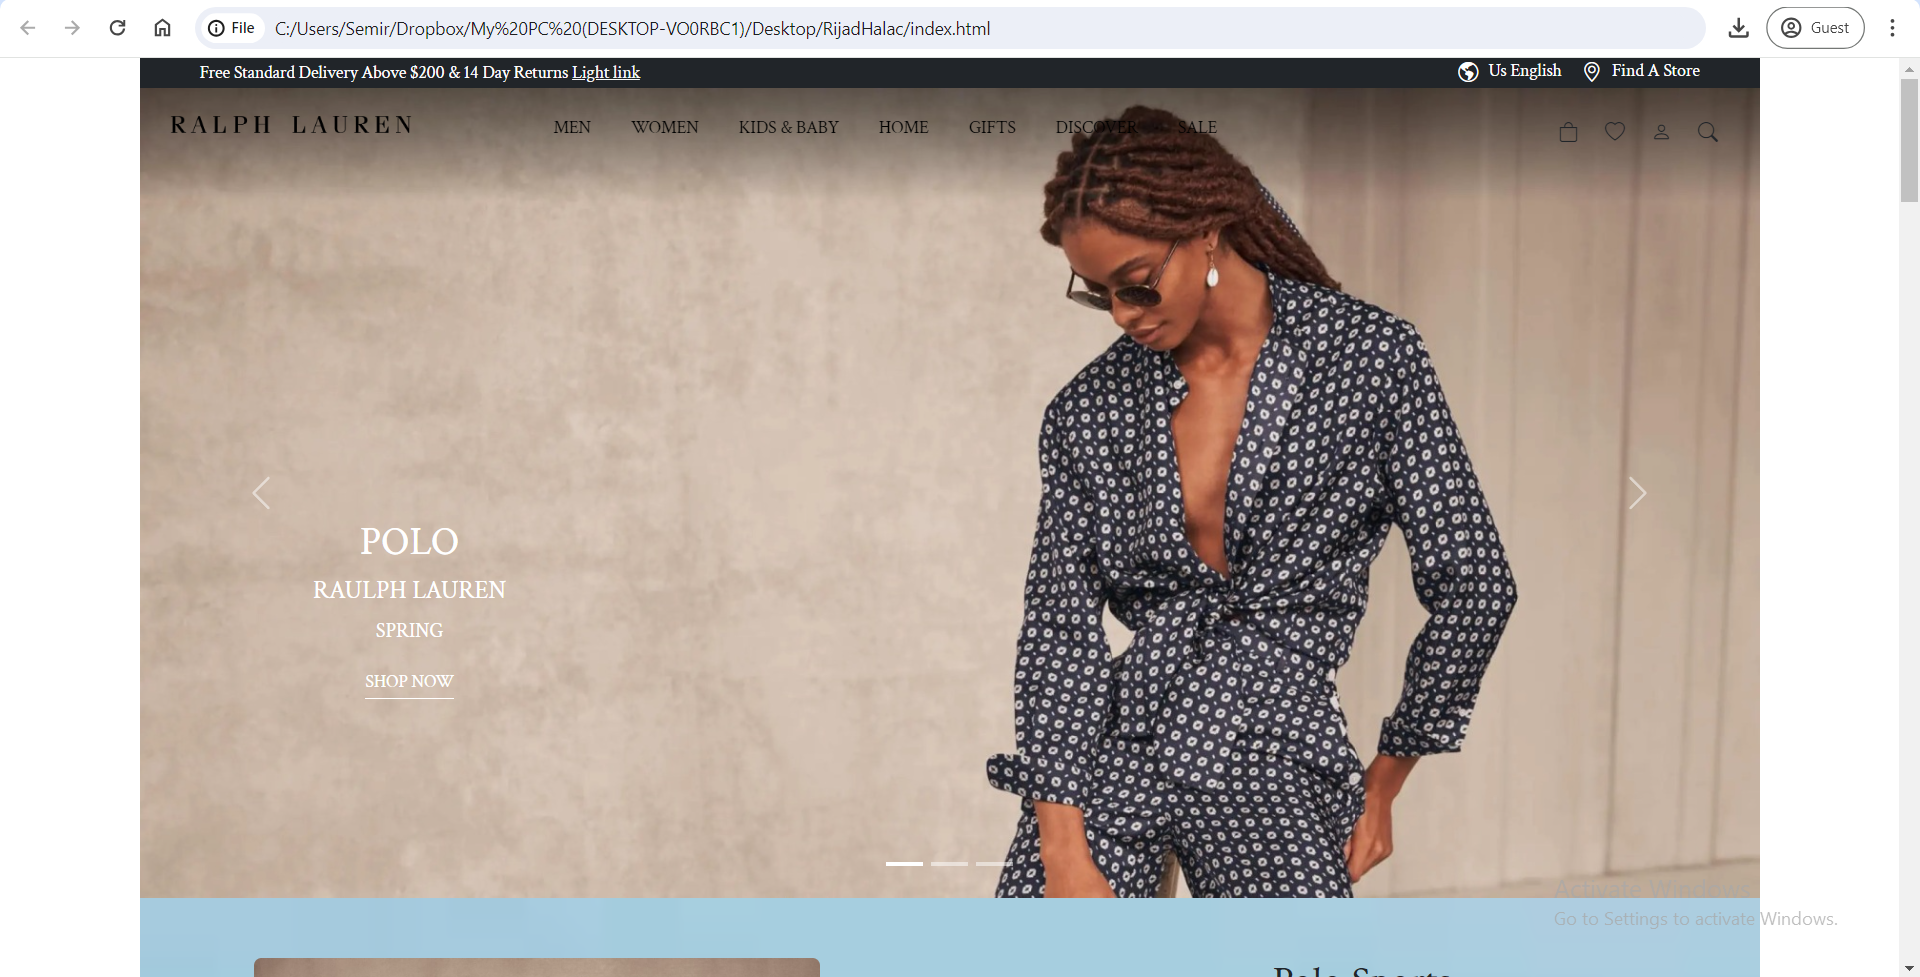 File C:/Users/Semir/Dropbox/My%20PC%20(DESKTOP-VO0RBC1)/Desktop/RijadHalac/index.html Guest
Free Standard Delivery Above $200 & 14 Day Returns Light link Us English Find A Store
RALPH LAUREN MEN WOMEN KIDS & BABY HOME GIFTS DISCOVER SALE
POLO
RAULPH LAUREN
SPRING
SHOP NOW
Activate Windows
Go to Settings to activate Windows.
Polo Sports